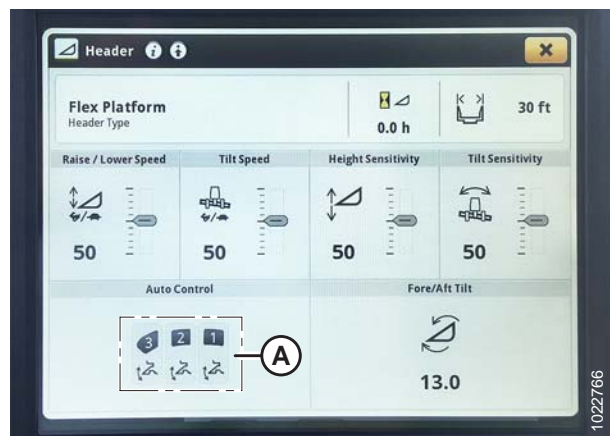 Header
Flex Platform
Header Type
0.0 h
30 ft
Raise / Lower Speed
Tilt Speed
Height Sensitivity
Tilt Sensitivity
50
50
50
50
Auto Control
Fore/Aft Tilt
3 2 1
A
13.0
1022766